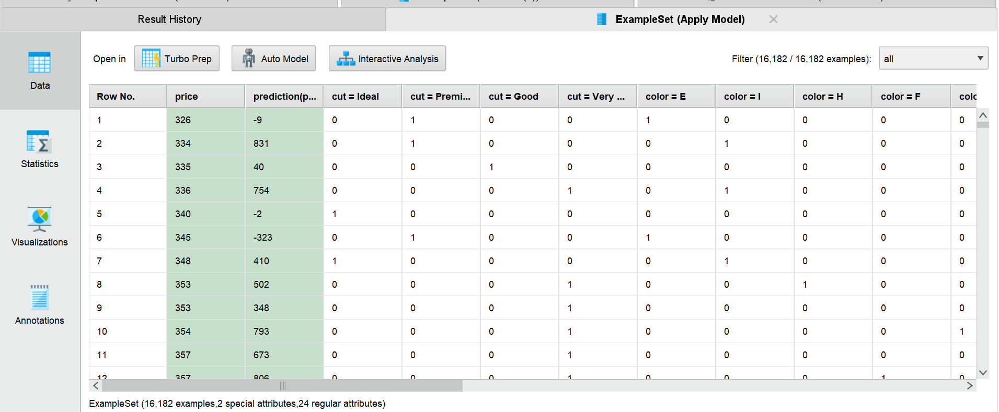 Result History
ExampleSet (Apply Model)
Open in Turbo Prep Auto Model Interactive Analysis Filter (16,182 / 16,182 examples): all
Data
Statistics
Visualizations
Annotations
Row No. price prediction(p... cut = Ideal cut = Premi... cut = Good cut = Very ... color = E color = I color = H color = F colo
1 326 -9 0 1 0 0 1 0 0 0 0
2 334 831 0 1 0 0 0 1 0 0 0
3 335 40 0 0 1 0 0 0 0 0 0
4 336 754 0 0 0 1 0 1 0 0 0
5 340 -2 1 0 0 0 0 0 0 0 0
6 345 -323 0 1 0 0 1 0 0 0 0
7 348 410 1 0 0 0 0 1 0 0 0
8 353 502 0 0 0 1 0 0 1 0 0
9 353 348 0 0 0 1 0 0 0 0 0
10 354 793 0 0 0 1 0 0 0 0 1
11 357 673 0 0 0 1 0 0 0 0 0
12 357 806 0 0 0 1 0 0 0 1 0
ExampleSet (16,182 examples,2 special attributes,24 regular attributes)